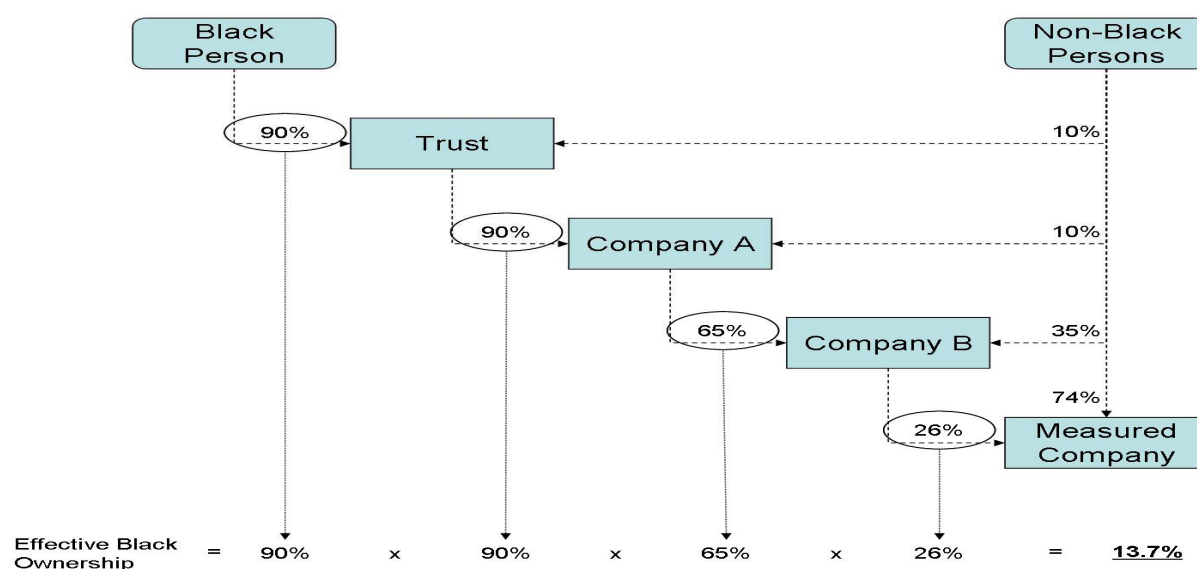 Black
Person
Non-Black
Persons
90%
Trust
10%
90%
Company A
10%
65%
Company B
35%
74%
26%
Measured
Company
Effective Black
Ownership
= 90% x 90% x 65% x 26% = 13.7%